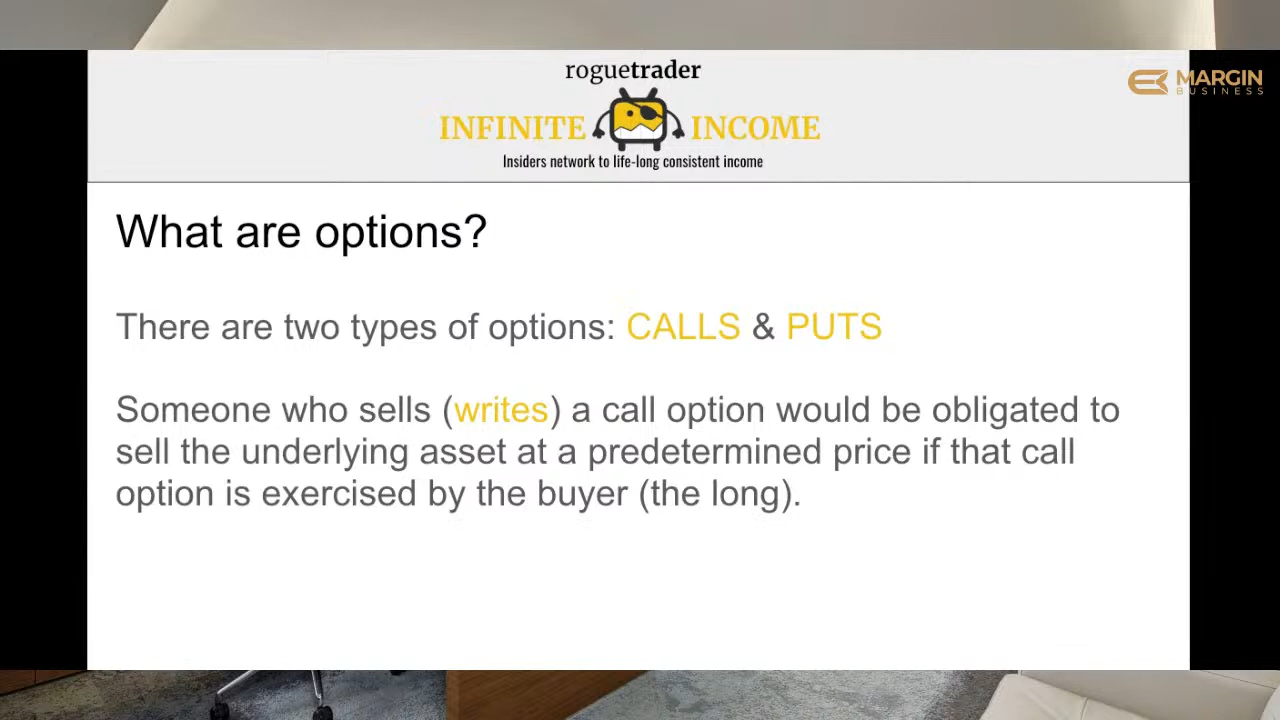 roguetrader
INFINITE INCOME
Insiders network to life-long consistent income
MARGIN
BUSINESS
What are options?
There are two types of options: CALLS & PUTS
Someone who sells (writes) a call option would be obligated to
sell the underlying asset at a predetermined price if that call
option is exercised by the buyer (the long).